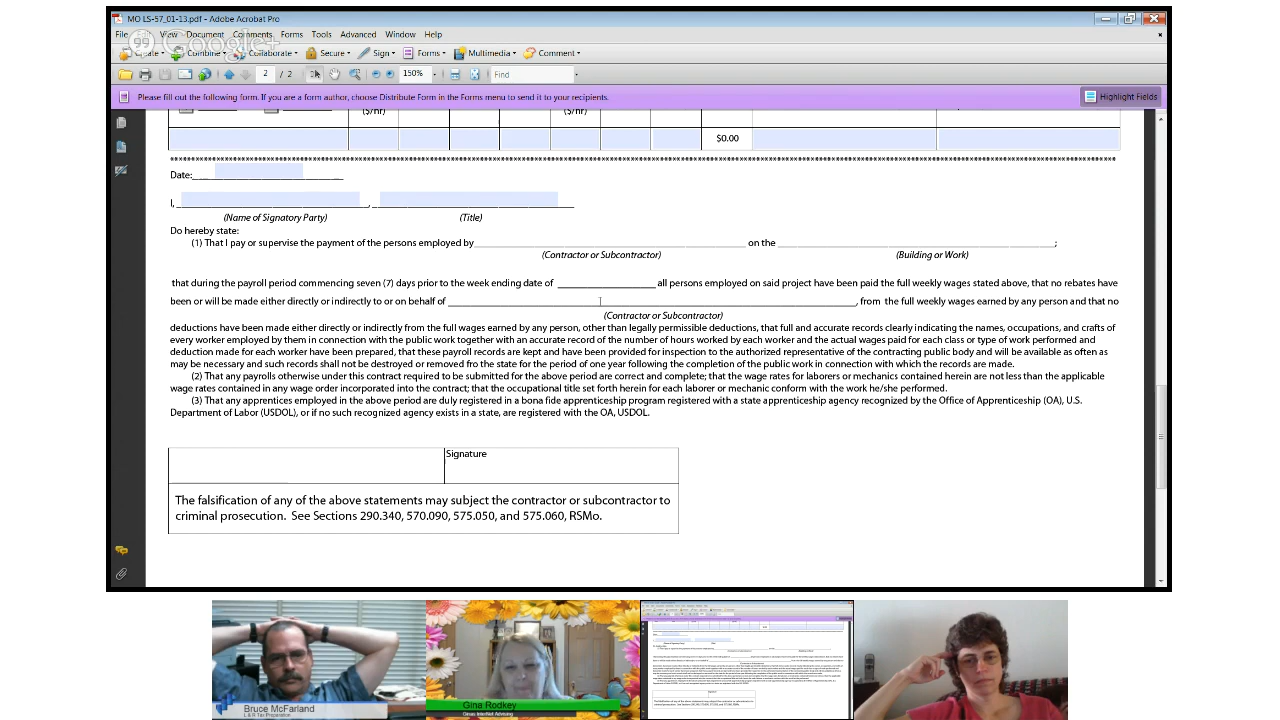 MO LS-57_01-13.pdf - Adobe Acrobat Pro
File Edit View Document Comments Forms Tools Advanced Window Help
Google+
Create Combine Collaborate Secure Sign Forms Multimedia Comment
2 / 2 150% Find
Please fill out the following form. If you are a form author, choose Distribute Form in the Forms menu to send it to your recipients.
Highlight Fields
($/hr) ($/hr)
$0.00
Date:
I, ,
(Name of Signatory Party) (Title)
Do hereby state:
(1) That I pay or supervise the payment of the persons employed by on the ;
(Contractor or Subcontractor) (Building or Work)
that during the payroll period commencing seven (7) days prior to the week ending date of all persons employed on said project have been paid the full weekly wages stated above, that no rebates have
been or will be made either directly or indirectly to or on behalf of , from the full weekly wages earned by any person and that no
(Contractor or Subcontractor)
deductions have been made either directly or indirectly from the full wages earned by any person, other than legally permissible deductions, that full and accurate records clearly indicating the names, occupations, and crafts of
every worker employed by them in connection with the public work together with an accurate record of the number of hours worked by each worker and the actual wages paid for each class or type of work performed and
deduction made for each worker have been prepared, that these payroll records are kept and have been provided for inspection to the authorized representative of the contracting public body and will be available as often as
may be necessary and such records shall not be destroyed or removed fro the state for the period of one year following the completion of the public work in connection with which the records are made.
(2) That any payrolls otherwise under this contract required to be submitted for the above period are correct and complete; that the wage rates for laborers or mechanics contained herein are not less than the applicable
wage rates contained in any wage order incorporated into the contract; that the occupational title set forth herein for each laborer or mechanic conform with the work he/she performed.
(3) That any apprentices employed in the above period are duly registered in a bona fide apprenticeship program registered with a state apprenticeship agency recognized by the Office of Apprenticeship (OA), U.S.
Department of Labor (USDOL), or if no such recognized agency exists in a state, are registered with the OA, USDOL.
Signature
The falsification of any of the above statements may subject the contractor or subcontractor to
criminal prosecution. See Sections 290.340, 570.090, 575.050, and 575.060, RSMo.
Bruce McFarland
L & R Tax Preparation
Gina Rodkey